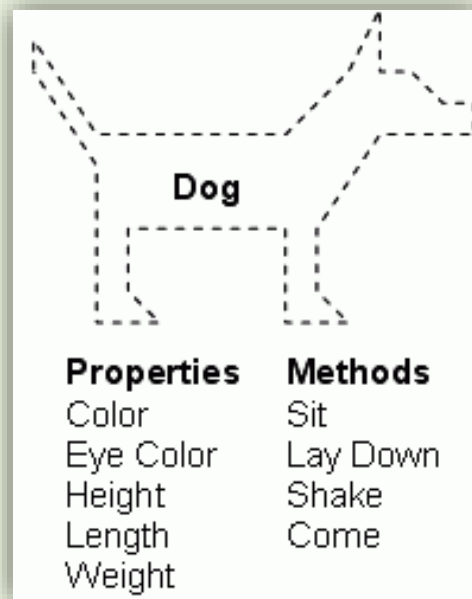 Dog
Properties Methods
Color Sit
Eye Color Lay Down
Height Shake
Length Come
Weight